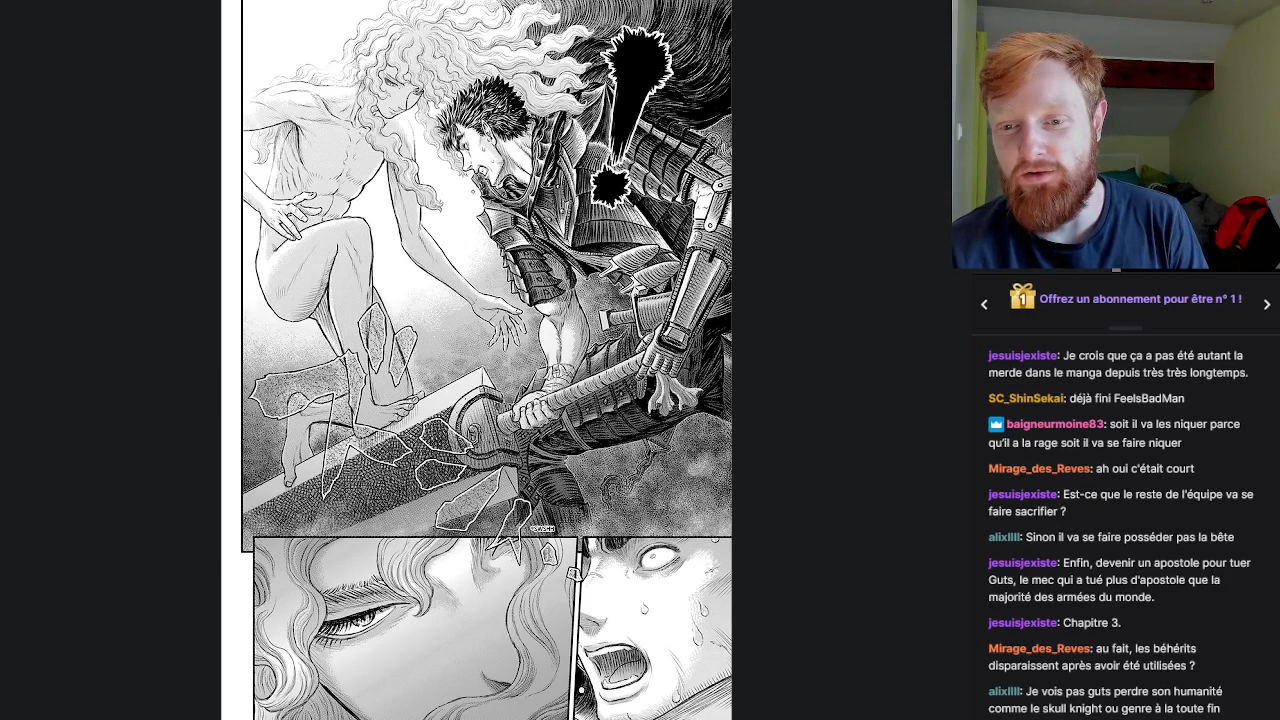 Offrez un abonnement pour être n° 1 !
1
jesuisjexiste: Je crois que ça a pas été autant la
merde dans le manga depuis très très longtemps.
SC_ShinSekai: déjà fini FeelsBadMan
baigneurmoine83: soit il va les niquer parce
qu'il a la rage soit il va se faire niquer
Mirage_des_Reves: ah oui c'était court
jesuisjexiste: Est-ce que le reste de l'équipe va se
faire sacrifier ?
alixllll: Sinon il va se faire posséder pas la bête
jesuisjexiste: Enfin, devenir un apostole pour tuer
Guts, le mec qui a tué plus d'apostole que la
majorité des armées du monde.
jesuisjexiste: Chapitre 3.
Mirage_des_Reves: au fait, les béhérits
disparaissent après avoir été utilisées ?
alixllll: Je vois pas guts perdre son humanité
comme le skull knight ou genre à la toute fin